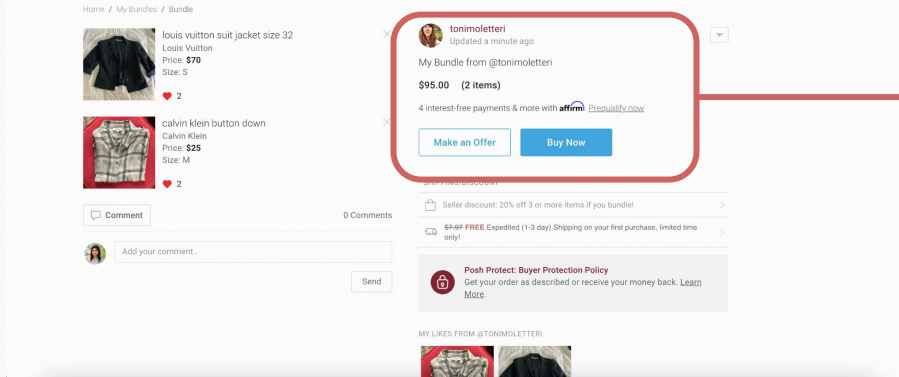 Home / My Bundles / Bundle
louis vuitton suit jacket size 32
Louis Vuitton
Price: $70
Size: S
2
calvin klein button down
Calvin Klein
Price: $25
Size: M
2
Comment
0 Comments
Add your comment..
Send
tonimoletteri
Updated a minute ago
My Bundle from @tonimoletteri
$95.00 (2 items)
4 interest-free payments & more with affirm. Prequalify now
Make an Offer
Buy Now
SHIPPING/DISCOUNT
Seller discount: 20% off 3 or more items if you bundle!
$7.97 FREE Expedited (1-3 day) Shipping on your first purchase, limited time
only!
Posh Protect: Buyer Protection Policy
Get your order as described or receive your money back. Learn
More.
MY LIKES FROM @TONIMOLETTERI